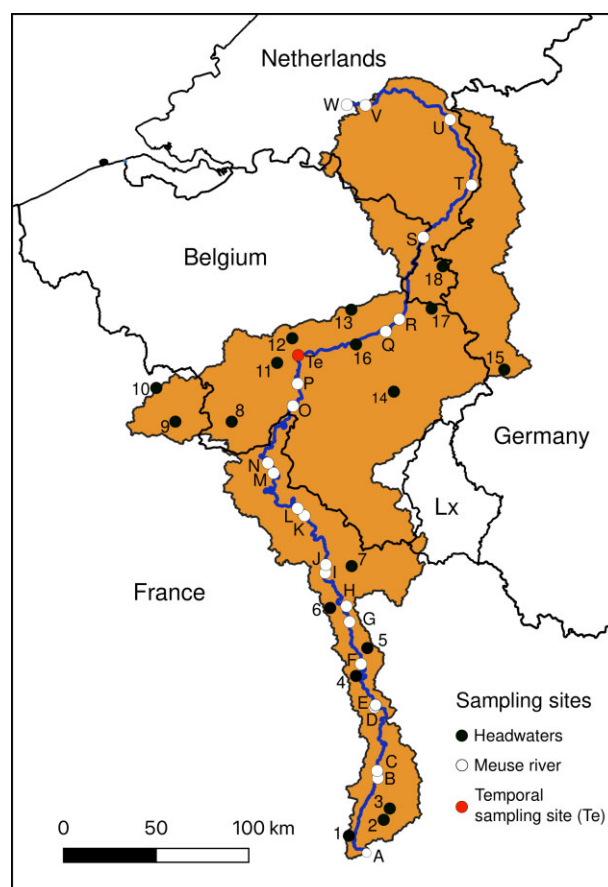 Netherlands
W
V
U
T
Belgium
S
18
13
R
17
12
Q
Te
16
11
15
10
P
14
O
8
9
Germany
N
M
Lx
L
K
J
7
I
France
H
6
G
5
F
4
Sampling sites
E
D
Headwaters
Meuse river
C
B
Temporal
sampling site (Te)
3
2
0 50 100 km
1
A